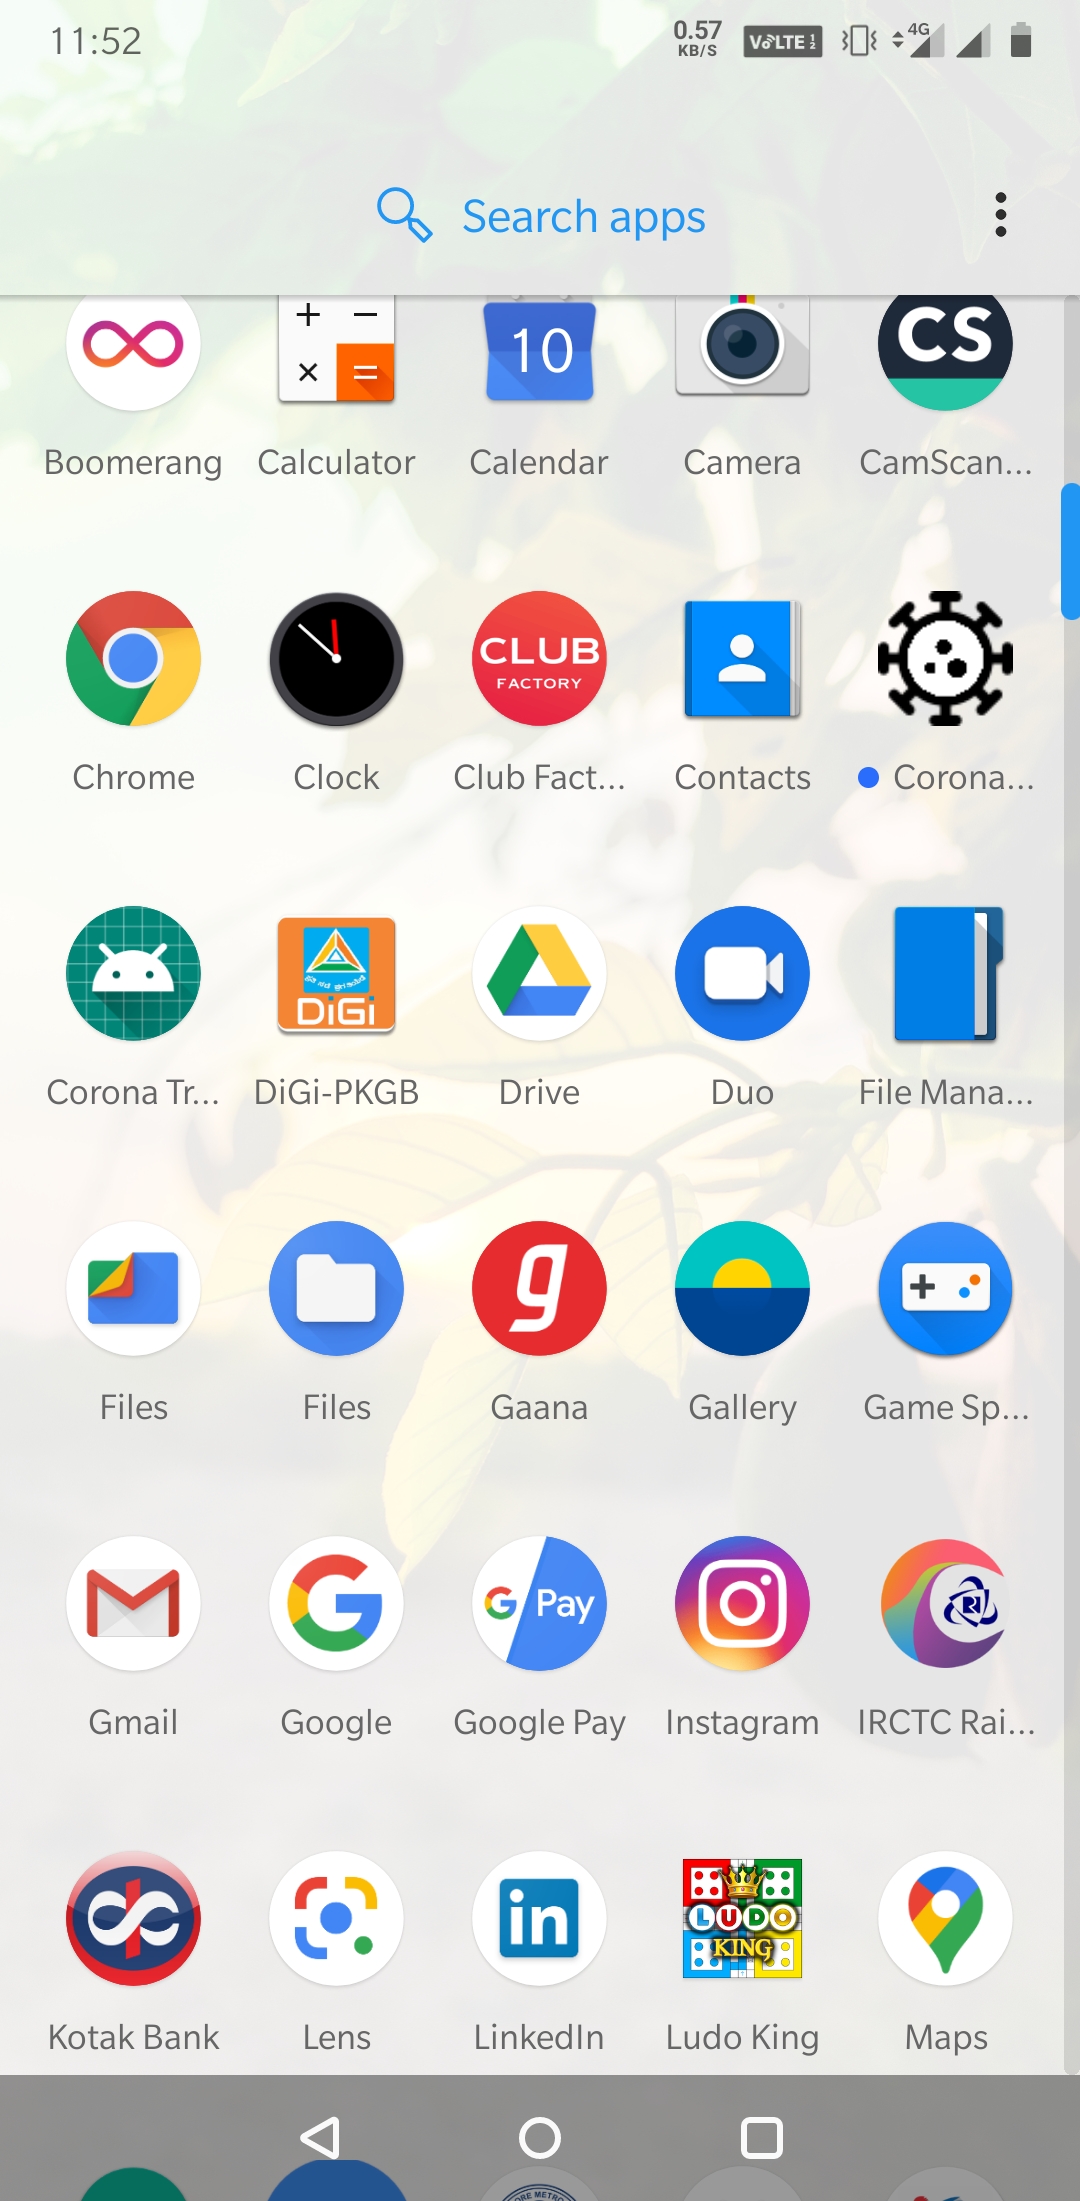 11:52
0.57
KB/S
VoLTE 1/2
4G
Search apps
10
CS
Boomerang
Calculator
Calendar
Camera
CamScan...
CLUB
FACTORY
Chrome
Clock
Club Fact...
Contacts
Corona...
DiGi
Corona Tr...
DiGi-PKGB
Drive
Duo
File Mana...
g
Files
Files
Gaana
Gallery
Game Sp...
M
G
G Pay
Gmail
Google
Google Pay
Instagram
IRCTC Rai...
in
LUDO
KING
Kotak Bank
Lens
LinkedIn
Ludo King
Maps